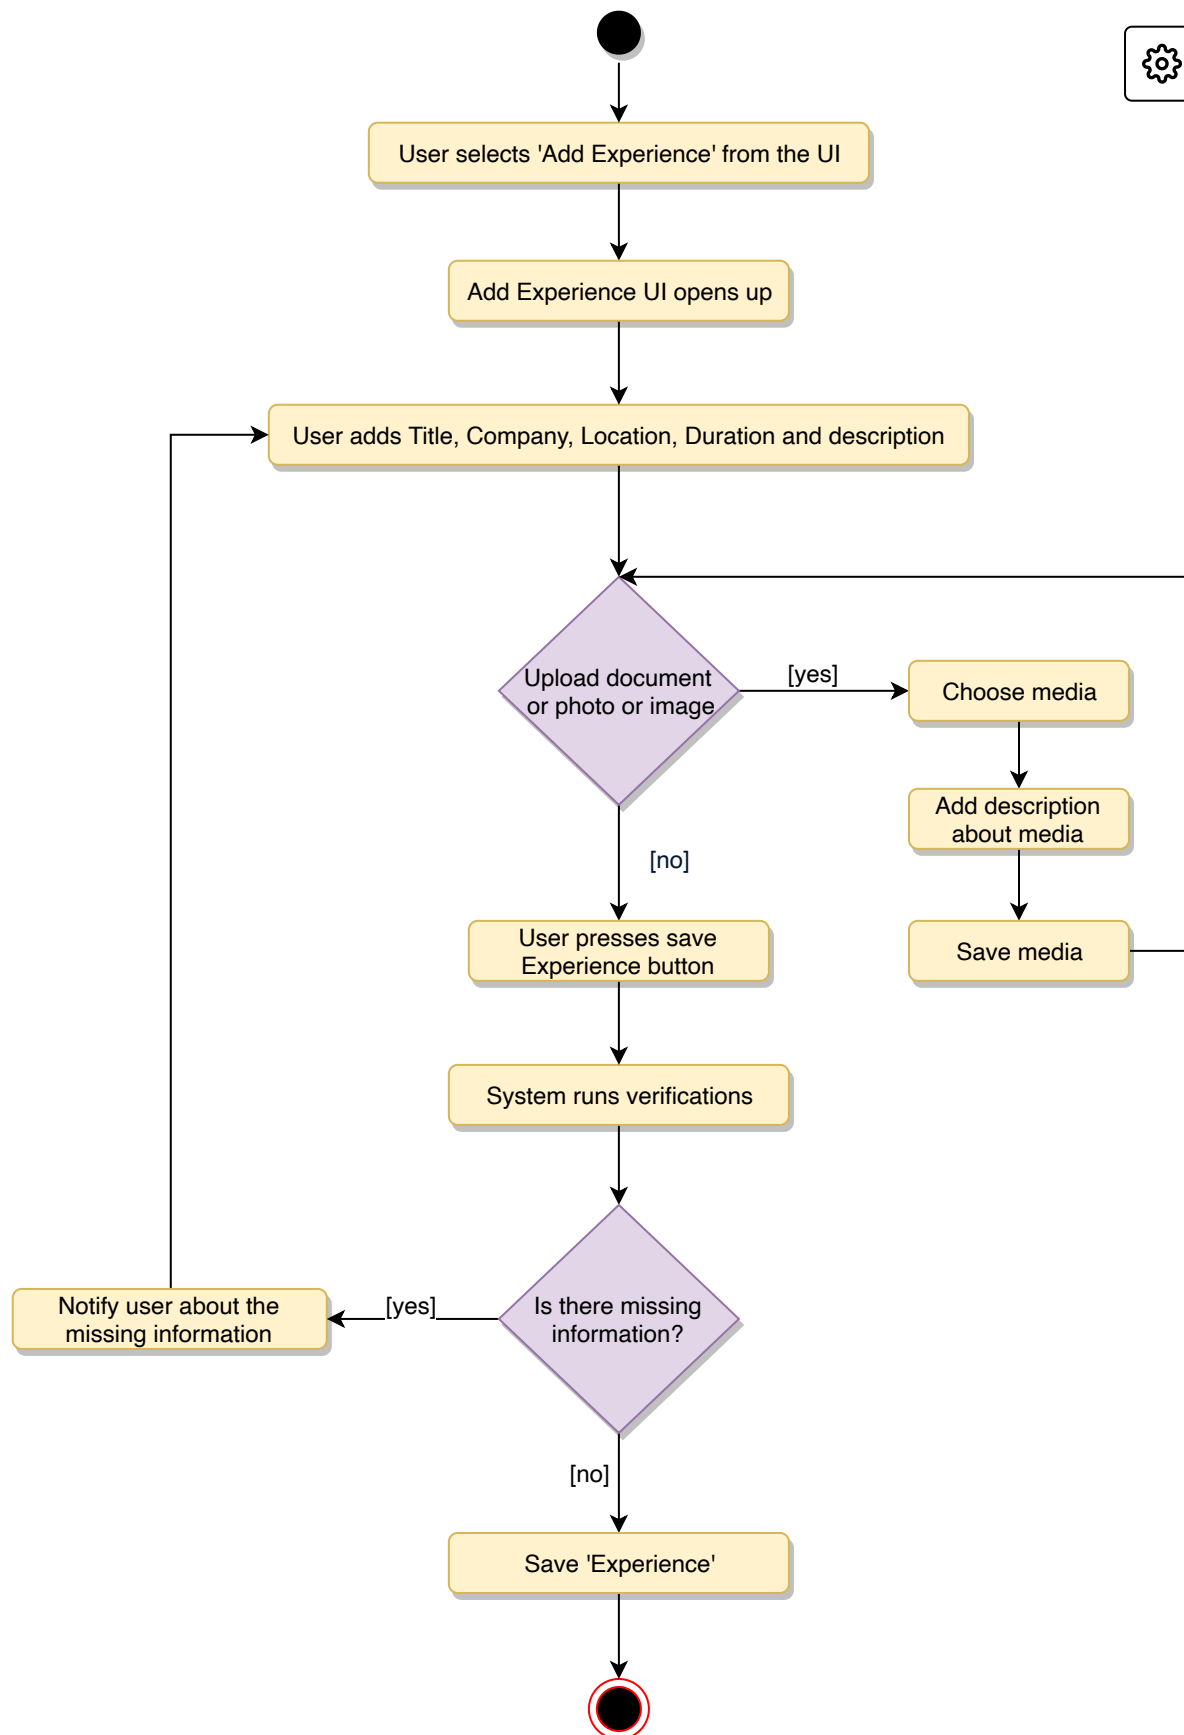 User selects 'Add Experience' from the UI
Add Experience UI opens up
User adds Title, Company, Location, Duration and description
Upload document
or photo or image
[yes]
Choose media
Add description
about media
Save media
[no]
User presses save
Experience button
System runs verifications
Is there missing
information?
[yes]
Notify user about the
missing information
[no]
Save 'Experience'